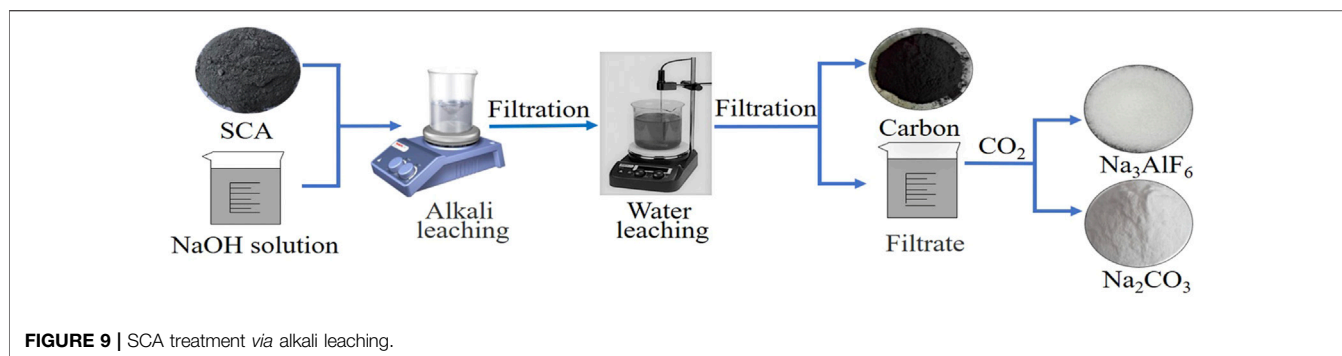 SCA
NaOH solution
Alkali
leaching
Filtration
Water
leaching
Filtration
Carbon
Filtrate
CO₂
Na₃AlF₆
Na₂CO₃
FIGURE 9 | SCA treatment via alkali leaching.